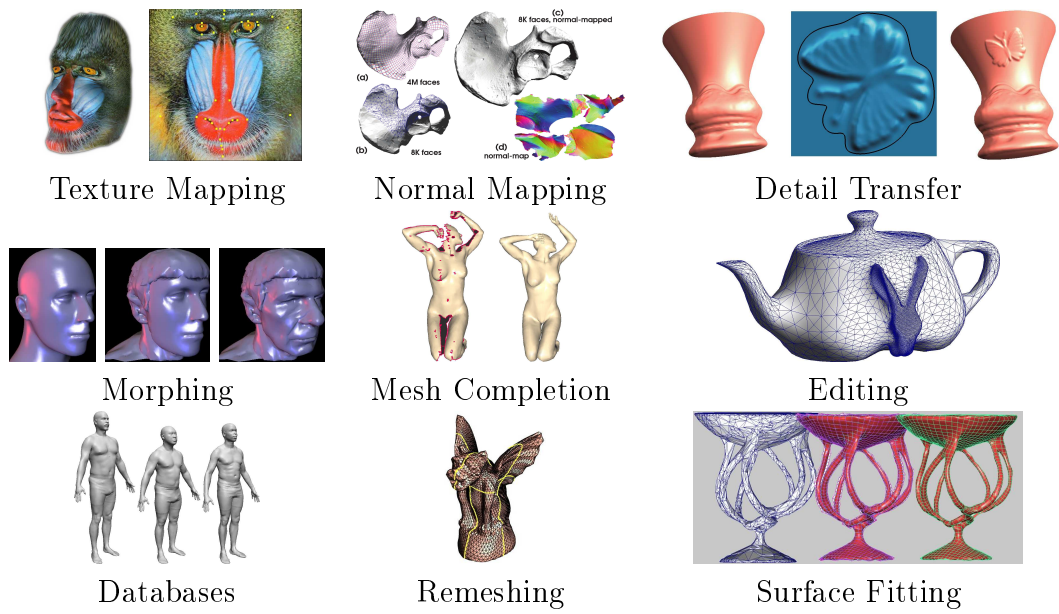 (c)
8K faces, normal-mapped
(a)
4M faces
(b)
8K faces
(d)
normal-map
Texture Mapping
Normal Mapping
Detail Transfer
Morphing
Mesh Completion
Editing
Databases
Remeshing
Surface Fitting